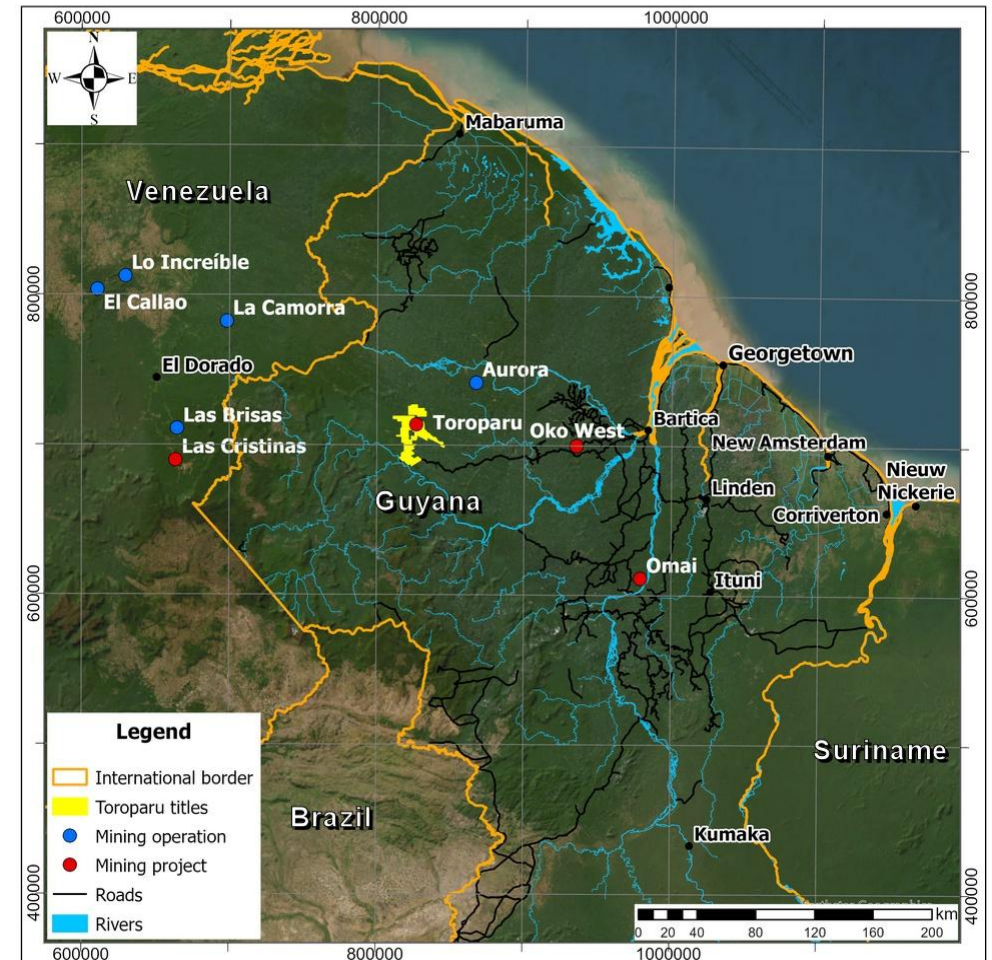 600000
800000
1000000
N
W
E
S
Mabaruma
Venezuela
Lo Increíble
El Callao
800000
800000
La Camorra
El Dorado
Georgetown
Aurora
Las Brisas
Toroparu
Oko West
Bartica
New Amsterdam
Las Cristinas
Nieuw
Nickerie
Guyana
Linden
Corriverton
Omai
Ituni
600000
600000
Legend
International border
Toroparu titles
Mining operation
Mining project
Roads
Rivers
Suriname
Brazil
Kumaka
400000
400000
km
0 20 40 80 120 160 200
600000
800000
1000000